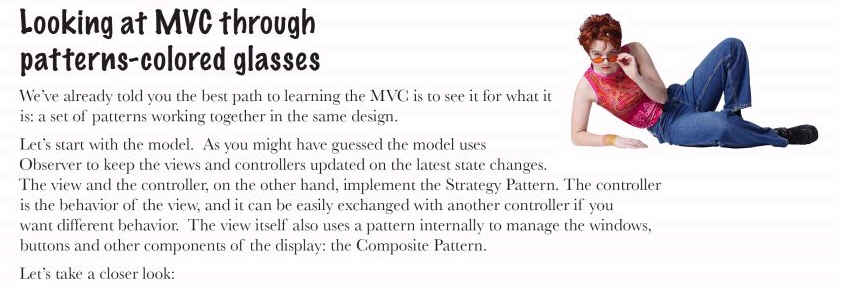 Looking at MVC through
patterns-colored glasses
We've already told you the best path to learning the MVC is to see it for what it
is: a set of patterns working together in the same design.
Let's start with the model. As you might have guessed the model uses
Observer to keep the views and controllers updated on the latest state changes.
The view and the controller, on the other hand, implement the Strategy Pattern. The controller
is the behavior of the view, and it can be easily exchanged with another controller if you
want different behavior. The view itself also uses a pattern internally to manage the windows,
buttons and other components of the display: the Composite Pattern.
Let's take a closer look: